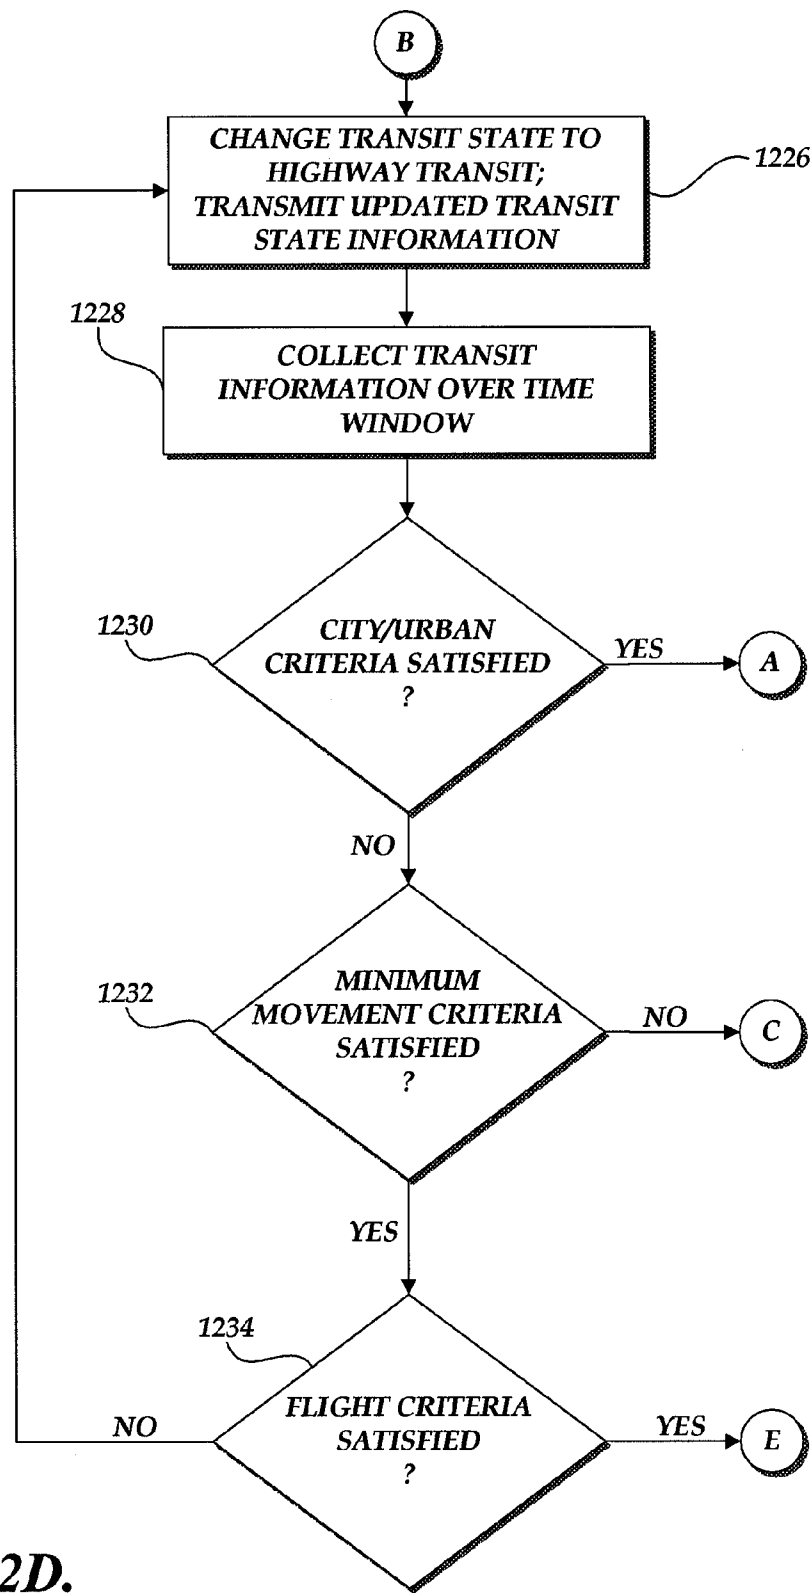 B
CHANGE TRANSIT STATE TO
HIGHWAY TRANSIT;
TRANSMIT UPDATED TRANSIT
STATE INFORMATION
1226
1228
COLLECT TRANSIT
INFORMATION OVER TIME
WINDOW
1230
CITY/URBAN
CRITERIA SATISFIED
?
YES
A
NO
1232
MINIMUM
MOVEMENT CRITERIA
SATISFIED
?
NO
C
YES
1234
FLIGHT CRITERIA
SATISFIED
?
NO
YES
E
2D.